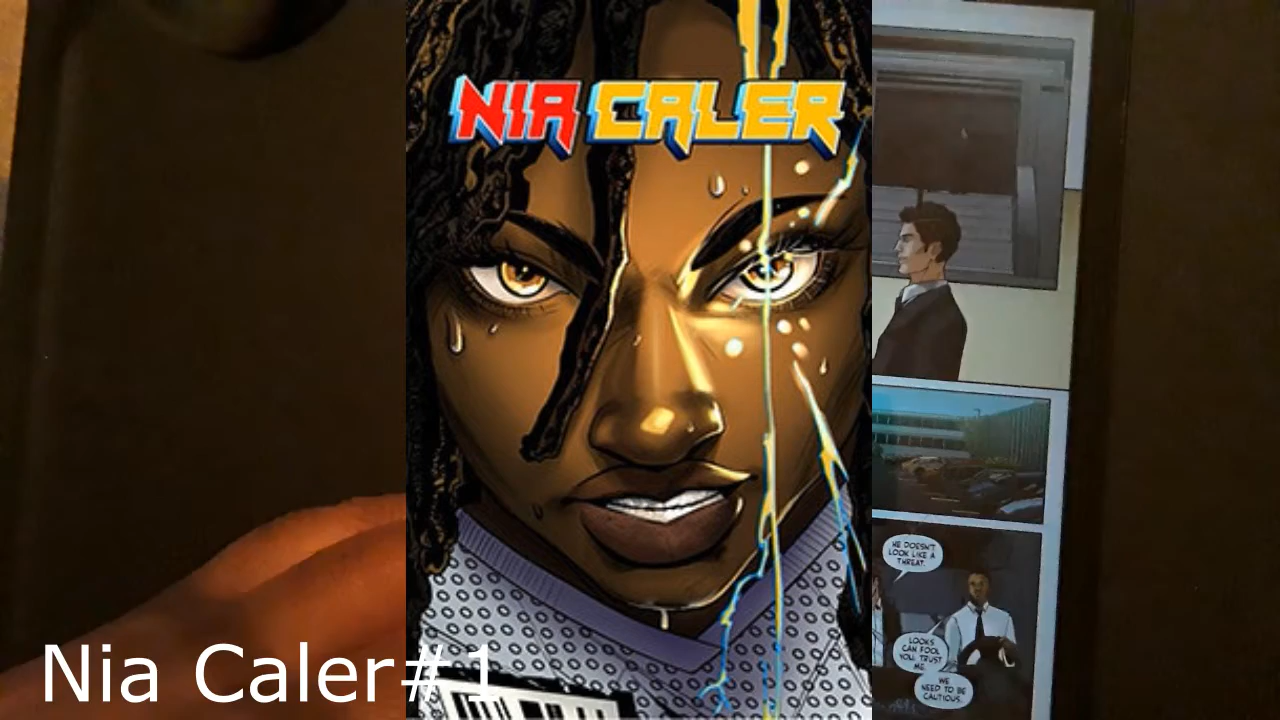 NIA CALER
HE DOESN'T
LOOK LIKE A
THREAT.
LOOKS
CAN FOOL
YOU. TRUST
ME.
WE
NEED TO BE
CAUTIOUS.
Nia Caler#1